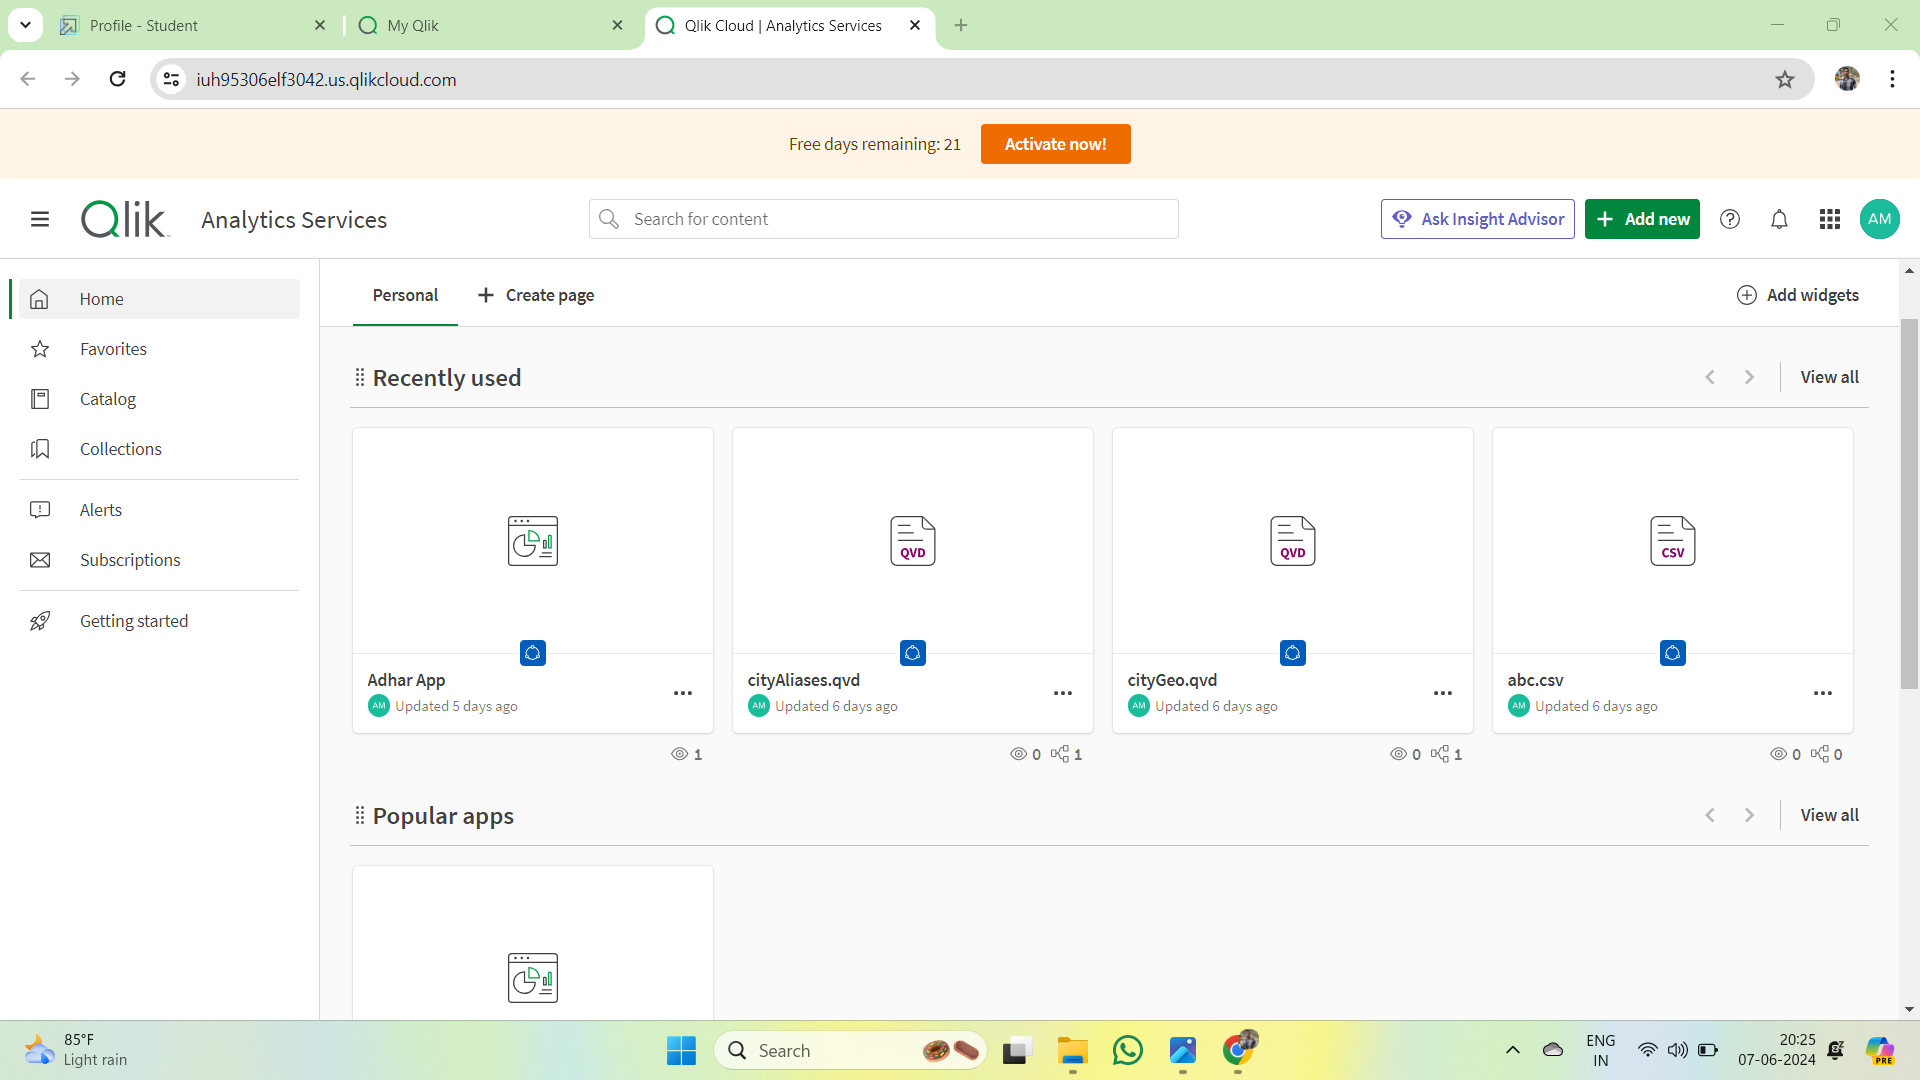 Profile - Student
My Qlik
Qlik Cloud | Analytics Services
iuh95306elf3042.us.qlikcloud.com
Free days remaining: 21
Activate now!
Qlik
Analytics Services
Search for content
Ask Insight Advisor
Add new
AM
Home
Favorites
Catalog
Collections
Alerts
Subscriptions
Getting started
Personal
Create page
Add widgets
Recently used
View all
QVD
QVD
CSV
Adhar App
AM Updated 5 days ago
1
cityAliases.qvd
AM Updated 6 days ago
0 1
cityGeo.qvd
AM Updated 6 days ago
0 1
abc.csv
AM Updated 6 days ago
0 0
Popular apps
View all
85°F
Light rain
Search
ENG
IN
20:25
07-06-2024
PRE